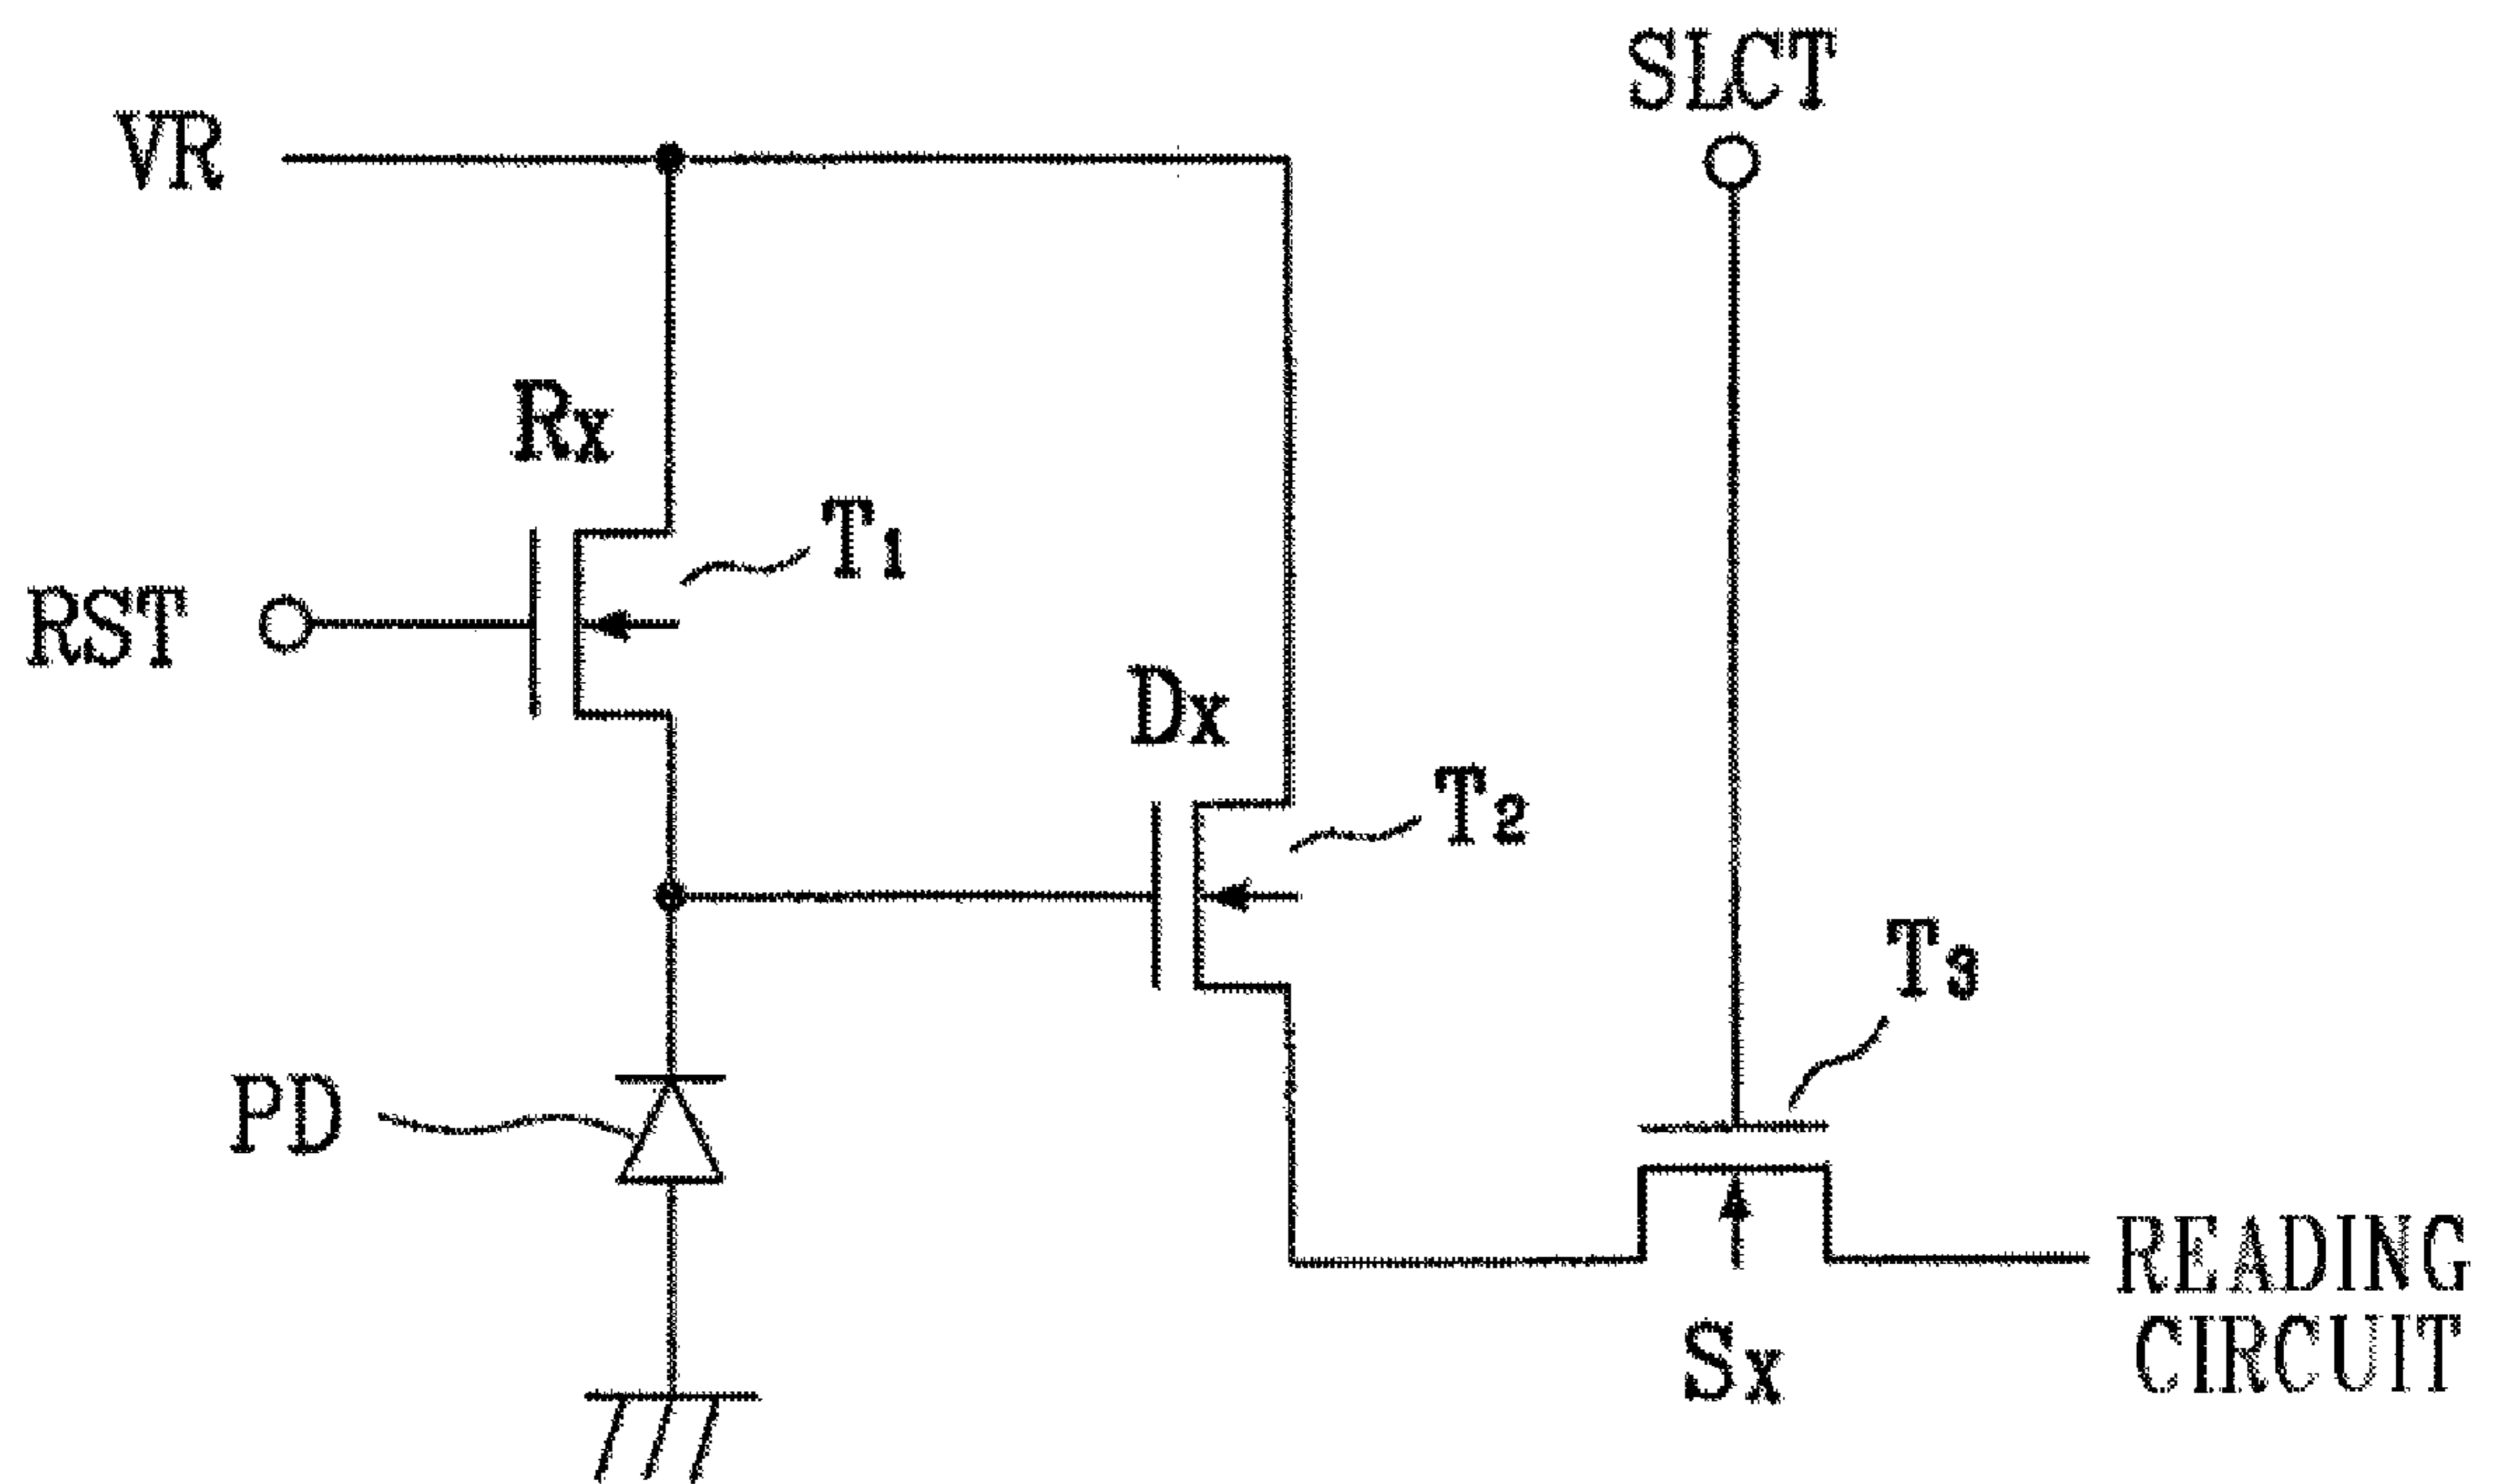 SLCT
VR
Rx
T1
RST
Dx
T2
T3
PD
READING
CIRCUIT
Sx